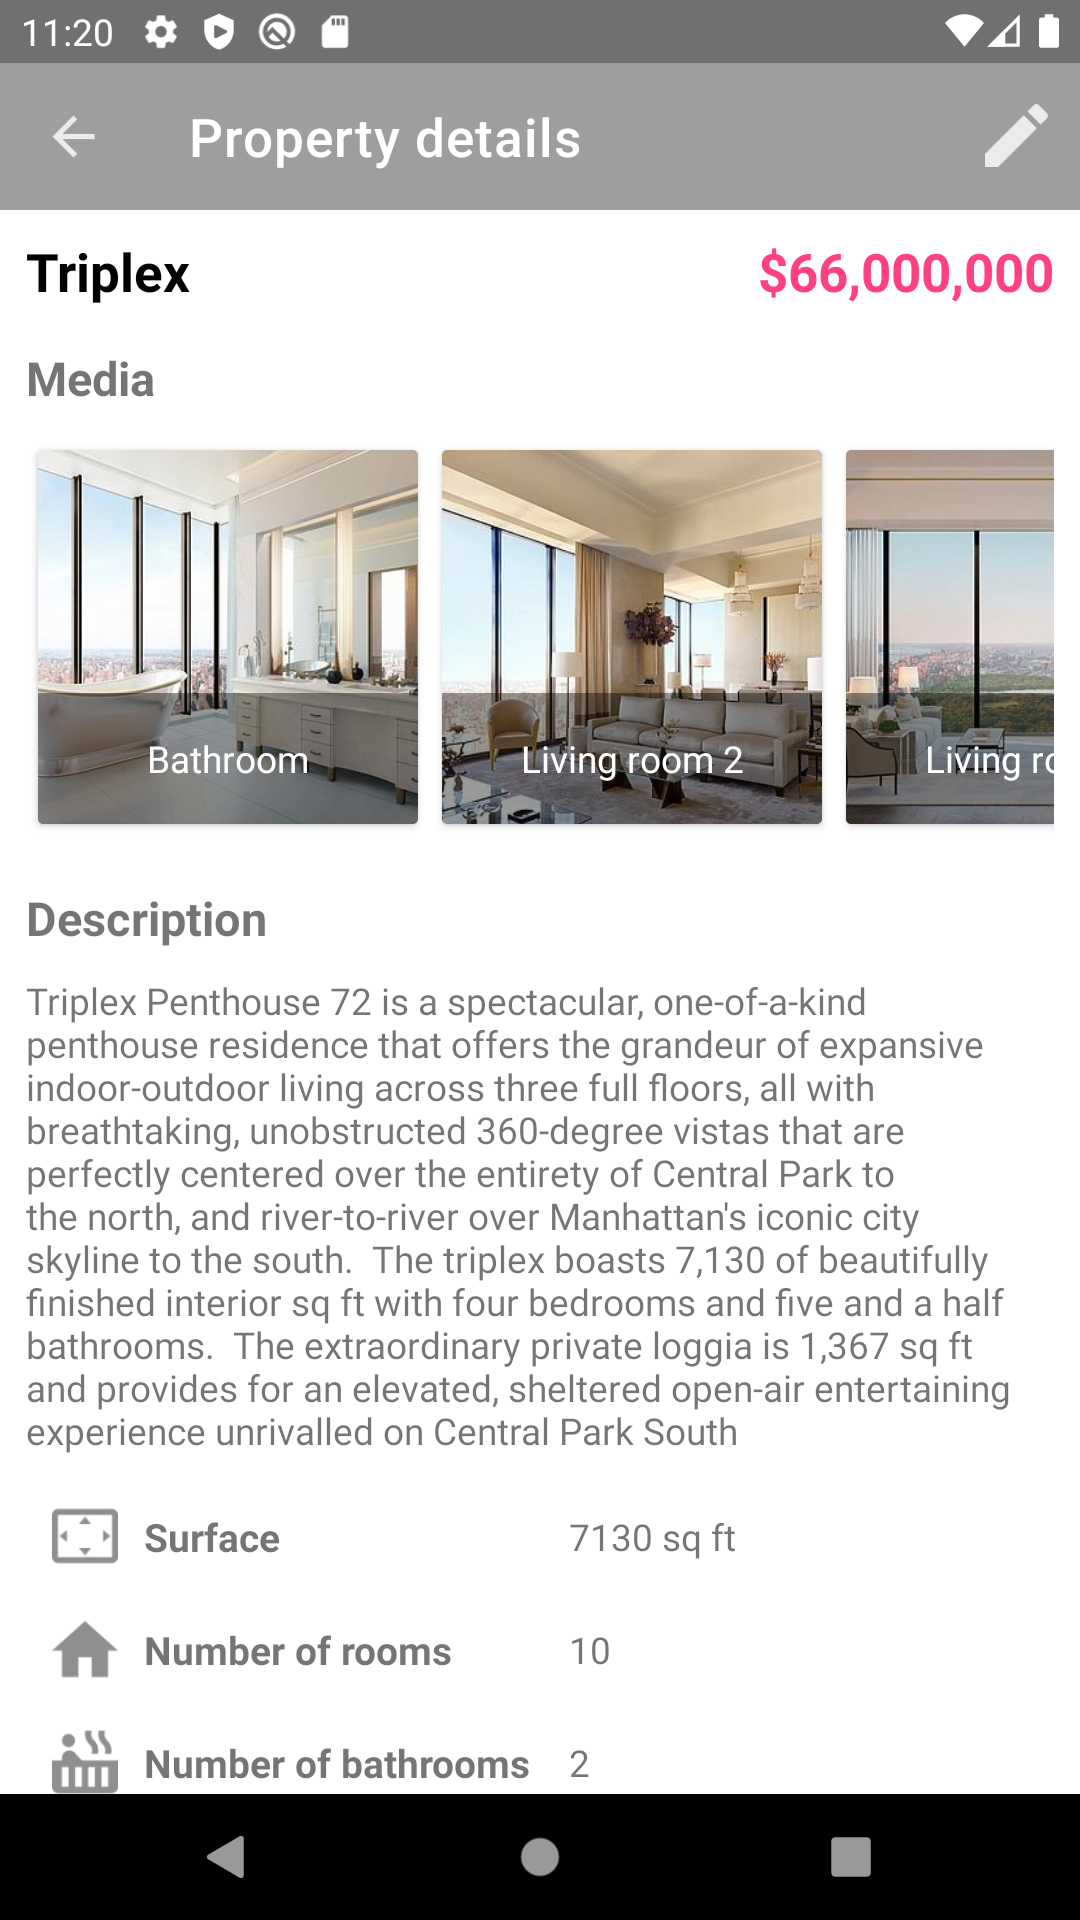 11:20
Property details
Triplex
$66,000,000
Media
Bathroom
Living room 2
Living
Description
Triplex Penthouse 72 is a spectacular, one-of-a-kind
penthouse residence that offers the grandeur of expansive
indoor-outdoor living across three full floors, all with
breathtaking, unobstructed 360-degree vistas that are
perfectly centered over the entirety of Central Park to
the north, and river-to-river over Manhattan's iconic city
skyline to the south.  The triplex boasts 7,130 of beautifully
finished interior sq ft with four bedrooms and five and a half
bathrooms.  The extraordinary private loggia is 1,367 sq ft
and provides for an elevated, sheltered open-air entertaining
experience unrivalled on Central Park South
Surface 7130 sq ft
Number of rooms 10
Number of bathrooms 2